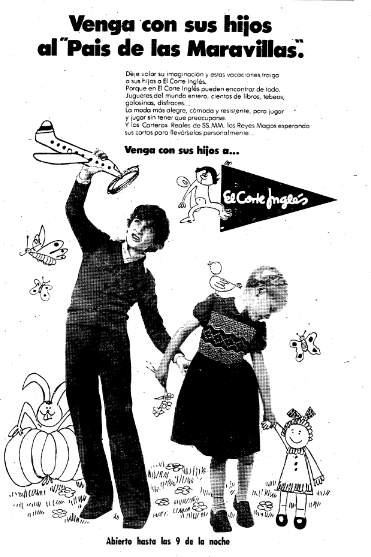 Venga con sus hijos
al "Pais de las Maravillas".
Deje volar su imaginación y estas vacaciones traiga
a sus hijos a El Corte Inglés.
Porque en El Corte Inglés pueden encontrar de todo.
Juguetes del mundo entero, cientos de libros, tebeos,
golosinas, disfraces...
La moda más alegre, cómoda y resistente, para jugar
y jugar sin tener que preocuparse.
Y los Carteros Reales de SS.MM. los Reyes Magos esperando
sus cartas para llevárselas personalmente...
Venga con sus hijos a...
El Corte Inglés
Abierto hasta las 9 de la noche